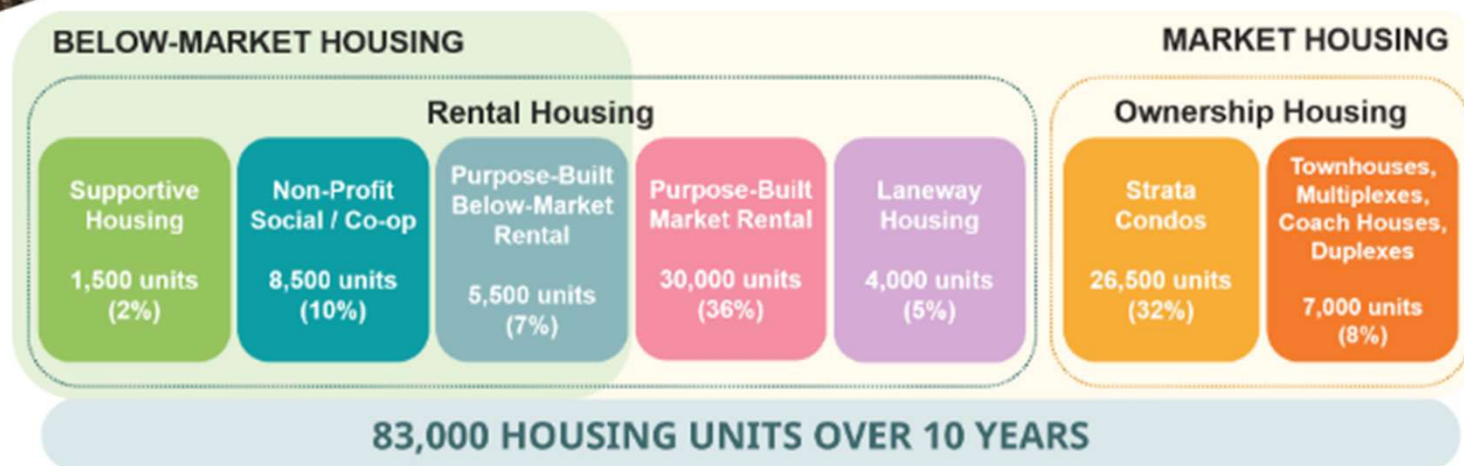 BELOW-MARKET HOUSING
MARKET HOUSING
Rental Housing
Ownership Housing
Supportive
Housing
1,500 units
(2%)
Non-Profit
Social / Co-op
8,500 units
(10%)
Purpose-Built
Below-Market
Rental
5,500 units
(7%)
Purpose-Built
Market Rental
30,000 units
(36%)
Laneway
Housing
4,000 units
(5%)
Strata
Condos
26,500 units
(32%)
Townhouses,
Multiplexes,
Coach Houses,
Duplexes
7,000 units
(8%)
83,000 HOUSING UNITS OVER 10 YEARS